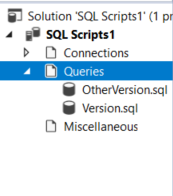 Solution 'SQL Scripts1' (1 pr
SQL Scripts1
Connections
Queries
OtherVersion.sql
Version.sql
Miscellaneous